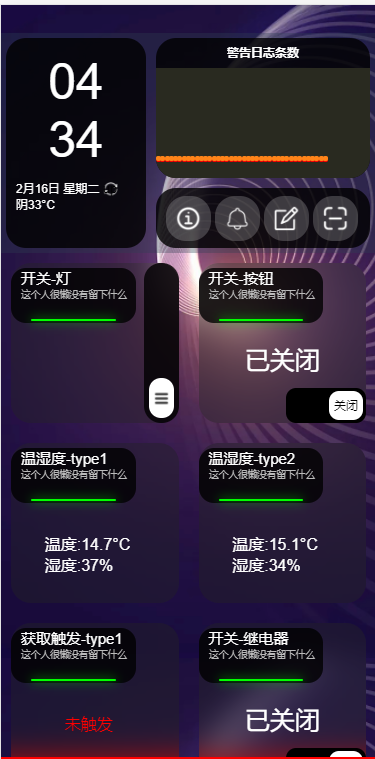 04
34
2月16日 星期二
阴33°C
警告日志条数
开关-灯
这个人很懒没有留下什么
开关-按钮
这个人很懒没有留下什么
已关闭
关闭
温湿度-type1
这个人很懒没有留下什么
温度:14.7°C
湿度:37%
温湿度-type2
这个人很懒没有留下什么
温度:15.1°C
湿度:34%
获取触发-type1
这个人很懒没有留下什么
未触发
开关-继电器
这个人很懒没有留下什么
已关闭